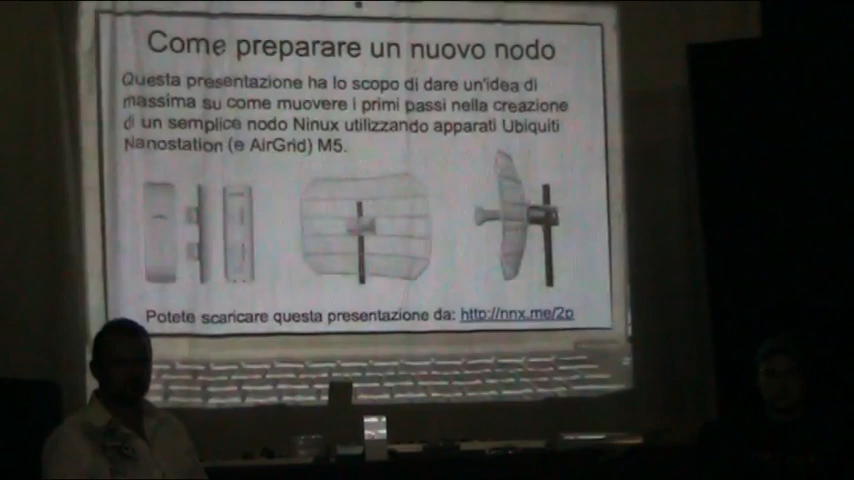 Come preparare un nuovo nodo
Questa presentazione ha lo scopo di dare un'idea di
massima su come muovere i primi passi nella creazione
di un semplice nodo Ninux utilizzando apparati Ubiquiti
Nanostation (e AirGrid) M5.
Potete scaricare questa presentazione da: http://nnx.me/2p